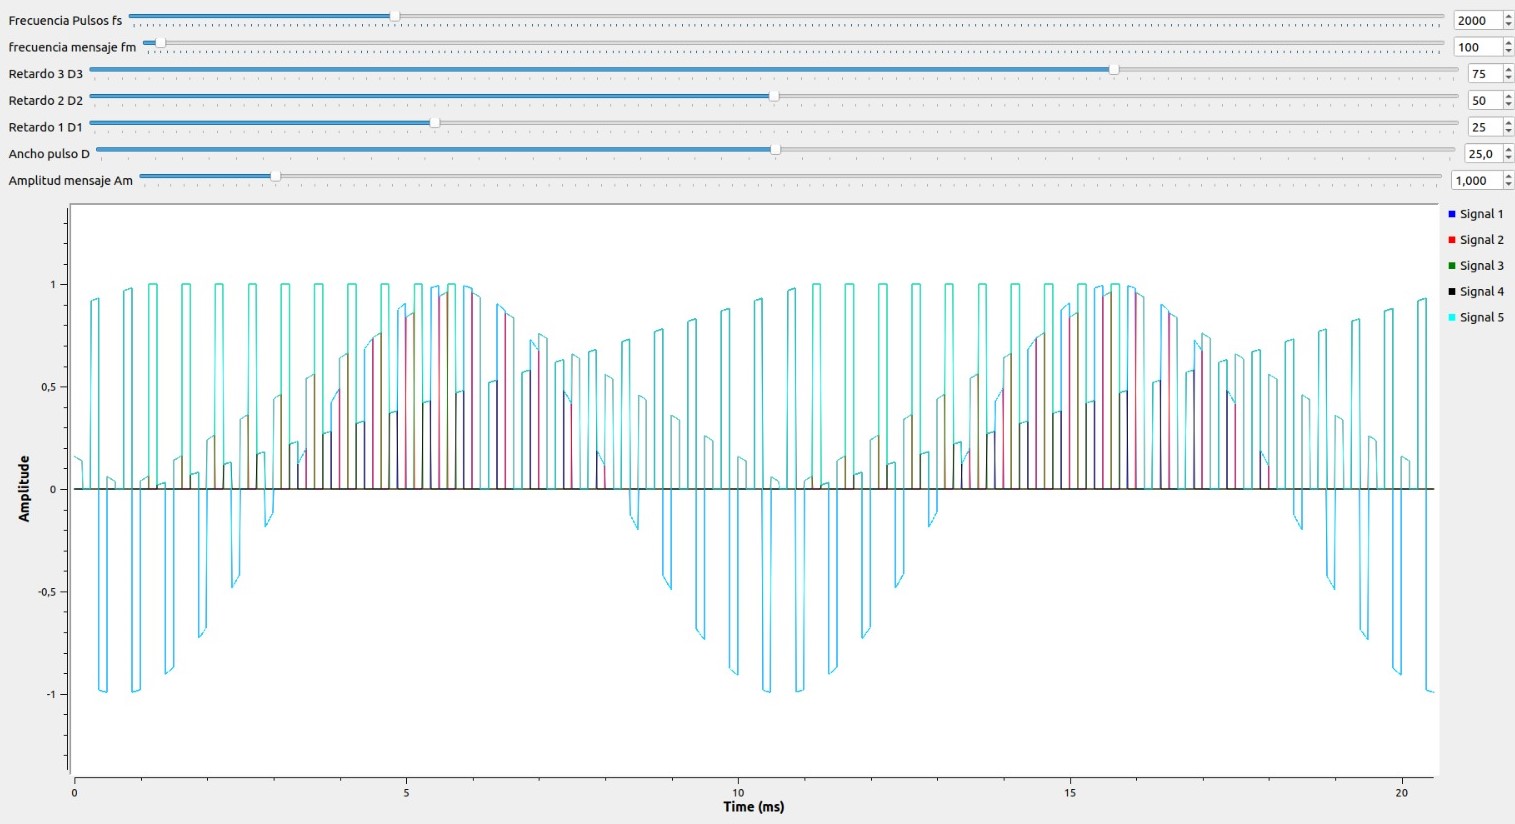 Frecuencia Pulsos fs 2000
frecuencia mensaje fm 100
Retardo 3 D3 75
Retardo 2 D2 50
Retardo 1 D1 25
Ancho pulso D 25,0
Amplitud mensaje Am 1,000
Signal 1
Signal 2
Signal 3
Signal 4
Signal 5
1
0,5
0
-0,5
-1
Amplitude
0 5 10 15 20
Time (ms)